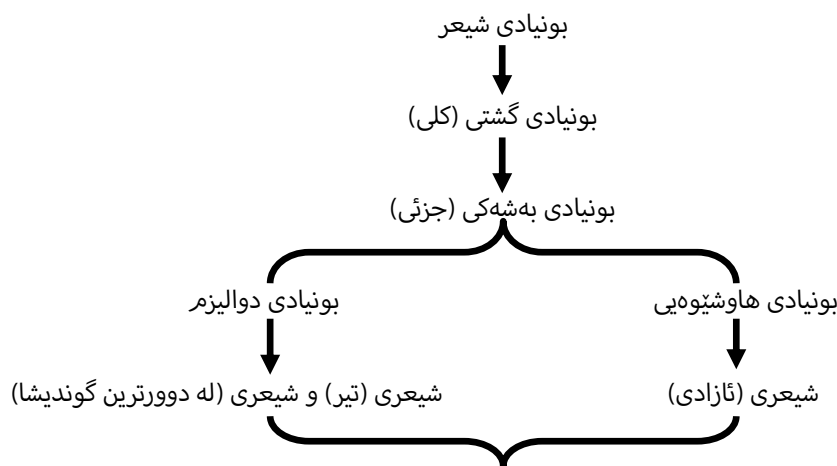 بونیادی شیعر
بونیادی گشتی (کلی)
بونیادی بەشەکی (جزئی)
بونیادی هاوشێوەیی
بونیادی دوالیزم
شیعری (ئازادی)
شیعری (تیر) و شیعری (لە دوورترین گوندیشا)